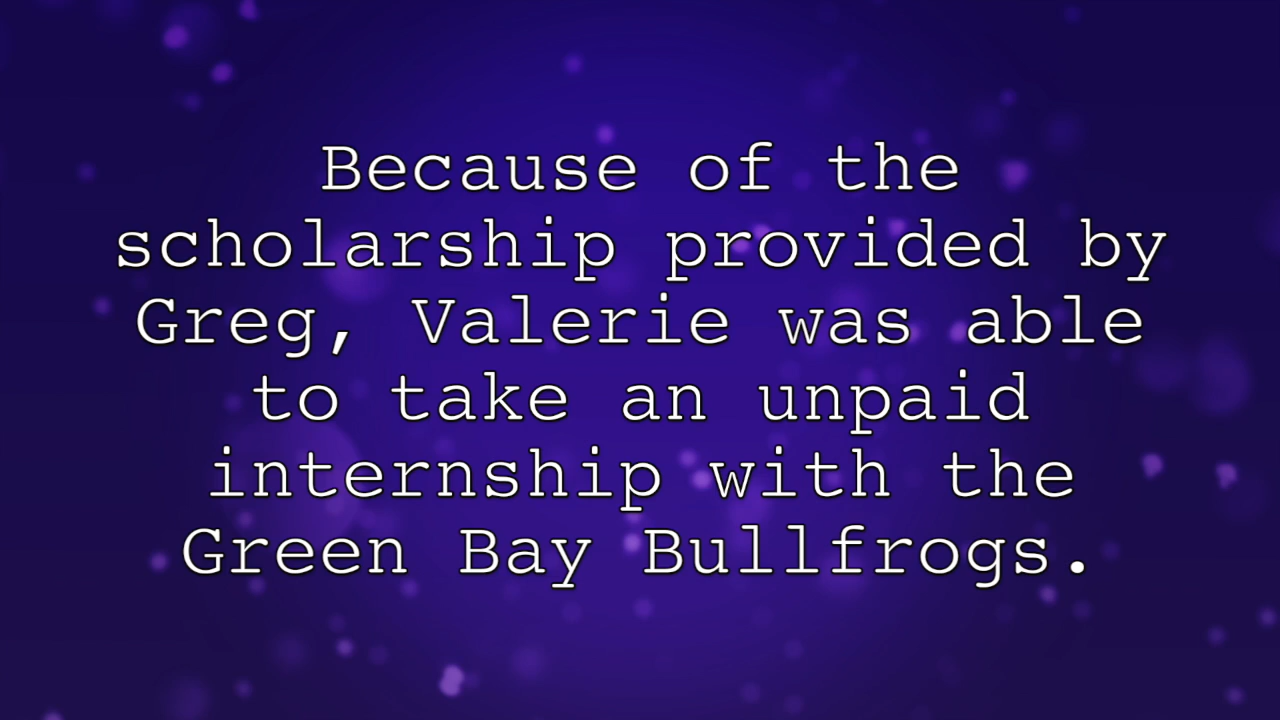 Because of the
scholarship provided by
Greg, Valerie was able
to take an unpaid
internship with the
Green Bay Bullfrogs.